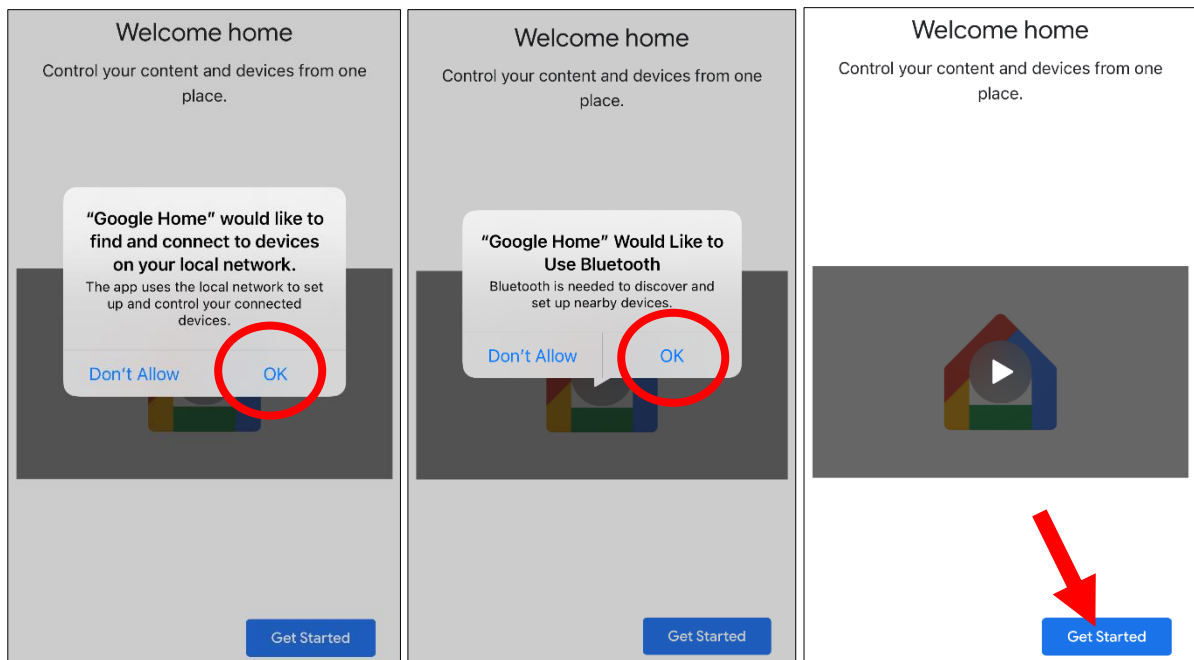 Welcome home
Control your content and devices from one
place.
“Google Home” would like to
find and connect to devices
on your local network.
The app uses the local network to set
up and control your connected
devices.
Don’t Allow
OK
Get Started
Welcome home
Control your content and devices from one
place.
“Google Home” Would Like to
Use Bluetooth
Bluetooth is needed to discover and
set up nearby devices.
Don’t Allow
OK
Get Started
Welcome home
Control your content and devices from one
place.
Get Started